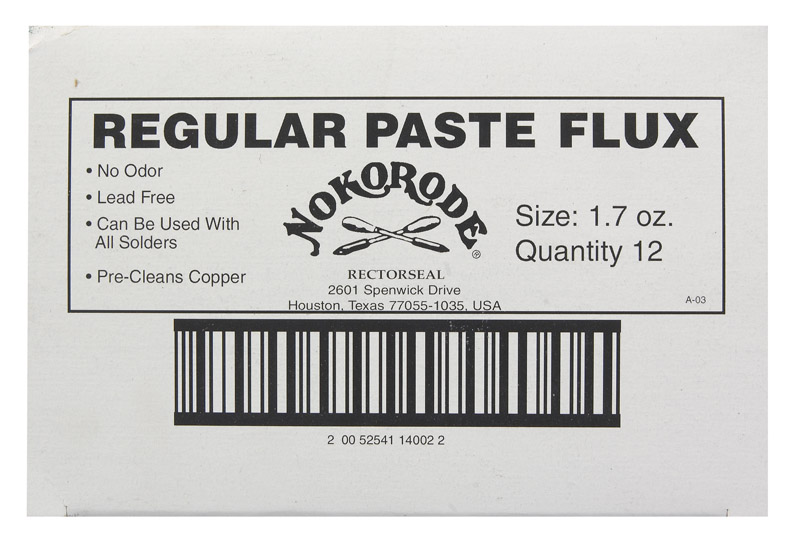 REGULAR PASTE FLUX
• No Odor
• Lead Free
• Can Be Used With
All Solders
• Pre-Cleans Copper
NOKORODE®
RECTORSEAL
2601 Spenwick Drive
Houston, Texas 77055-1035, USA
Size: 1.7 oz.
Quantity 12
A-03
2 00 52541 14002 2